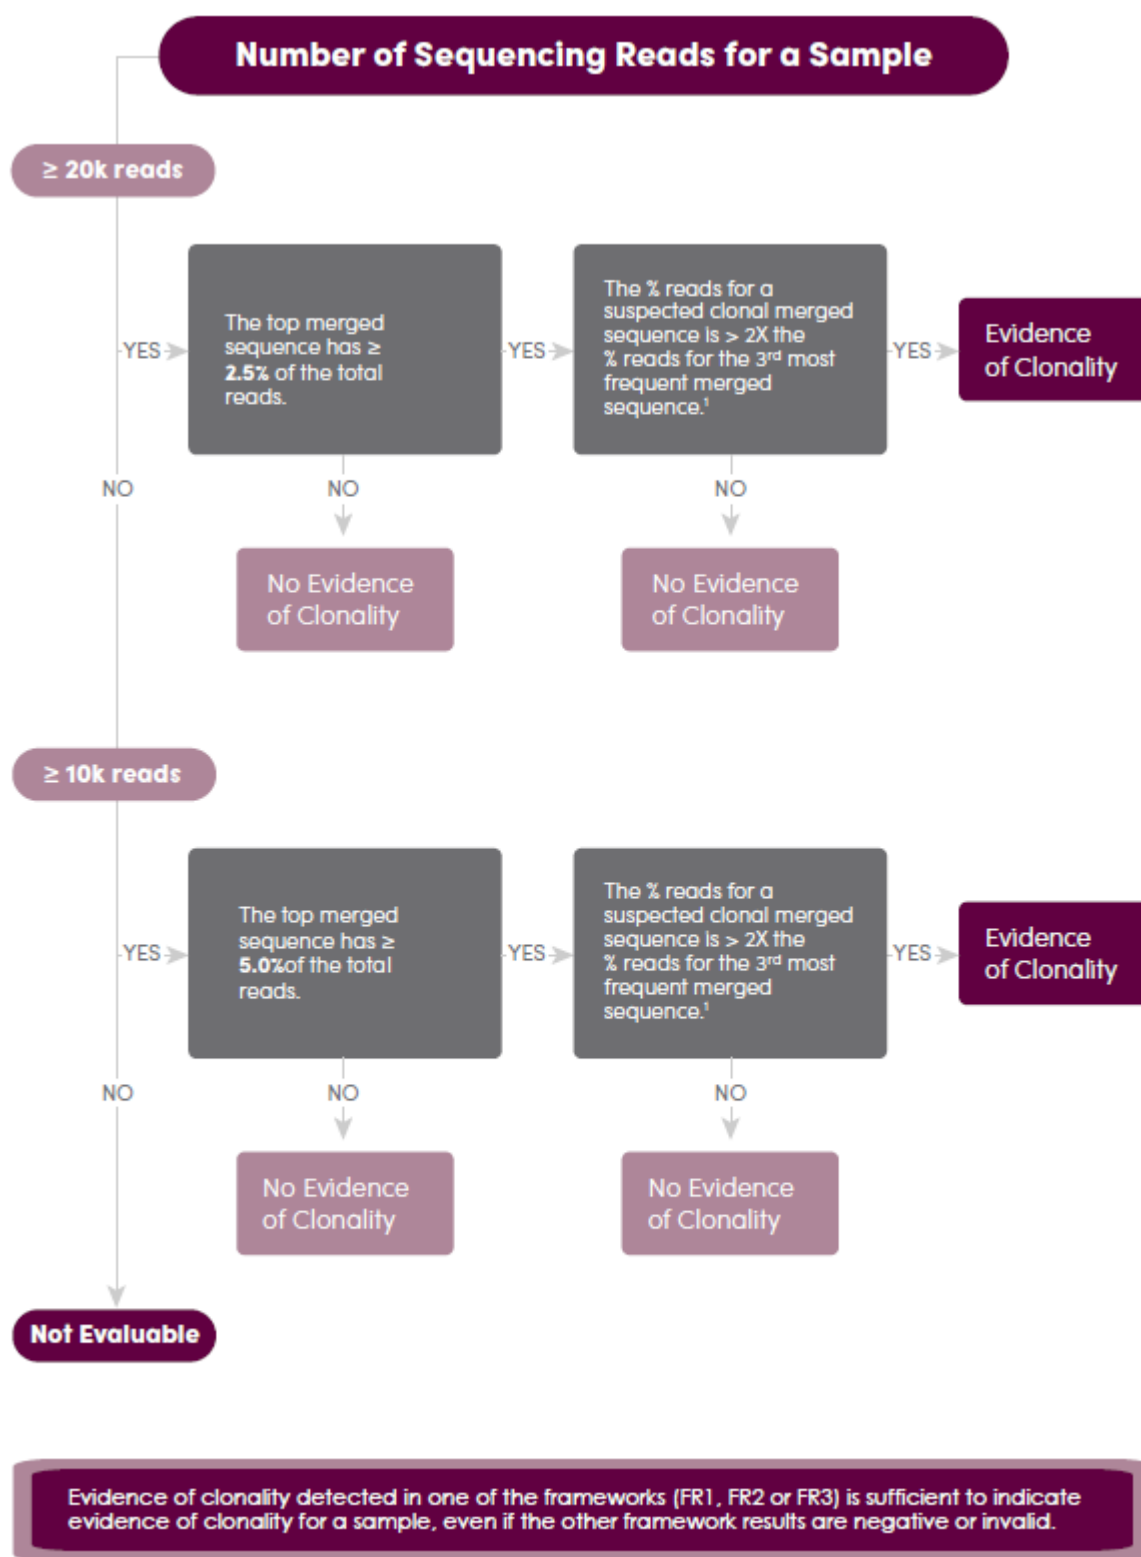 Number of Sequencing Reads for a Sample
≥ 20k reads
YES
The top merged
sequence has ≥
2.5% of the total
reads.
YES
The % reads for a
suspected clonal merged
sequence is > 2X the
% reads for the 3rd most
frequent merged
sequence.¹
YES
Evidence
of Clonality
NO
NO
NO
No Evidence
of Clonality
No Evidence
of Clonality
≥ 10k reads
YES
The top merged
sequence has ≥
5.0%of the total
reads.
YES
The % reads for a
suspected clonal merged
sequence is > 2X the
% reads for the 3rd most
frequent merged
sequence.¹
YES
Evidence
of Clonality
NO
NO
NO
No Evidence
of Clonality
No Evidence
of Clonality
Not Evaluable
Evidence of clonality detected in one of the frameworks (FR1, FR2 or FR3) is sufficient to indicate
evidence of clonality for a sample, even if the other framework results are negative or invalid.